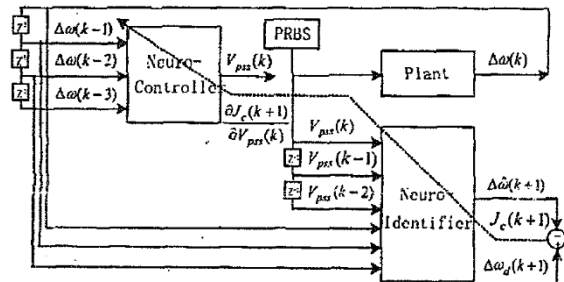 PRBS
Z⁻¹ Δω(k−1) Neuro- V_pss(k)
Z⁻¹ Δω(k−2) Controller Plant Δω(k)
Z⁻¹ Δω(k−3)
∂J_c(k+1)
∂V_pss(k)
V_pss(k)
Z⁻¹ V_pss(k−1)
Z⁻¹ V_pss(k−2) Neuro- Δω̂(k+1)
Identifier J_c(k+1)
Δω_d(k+1)